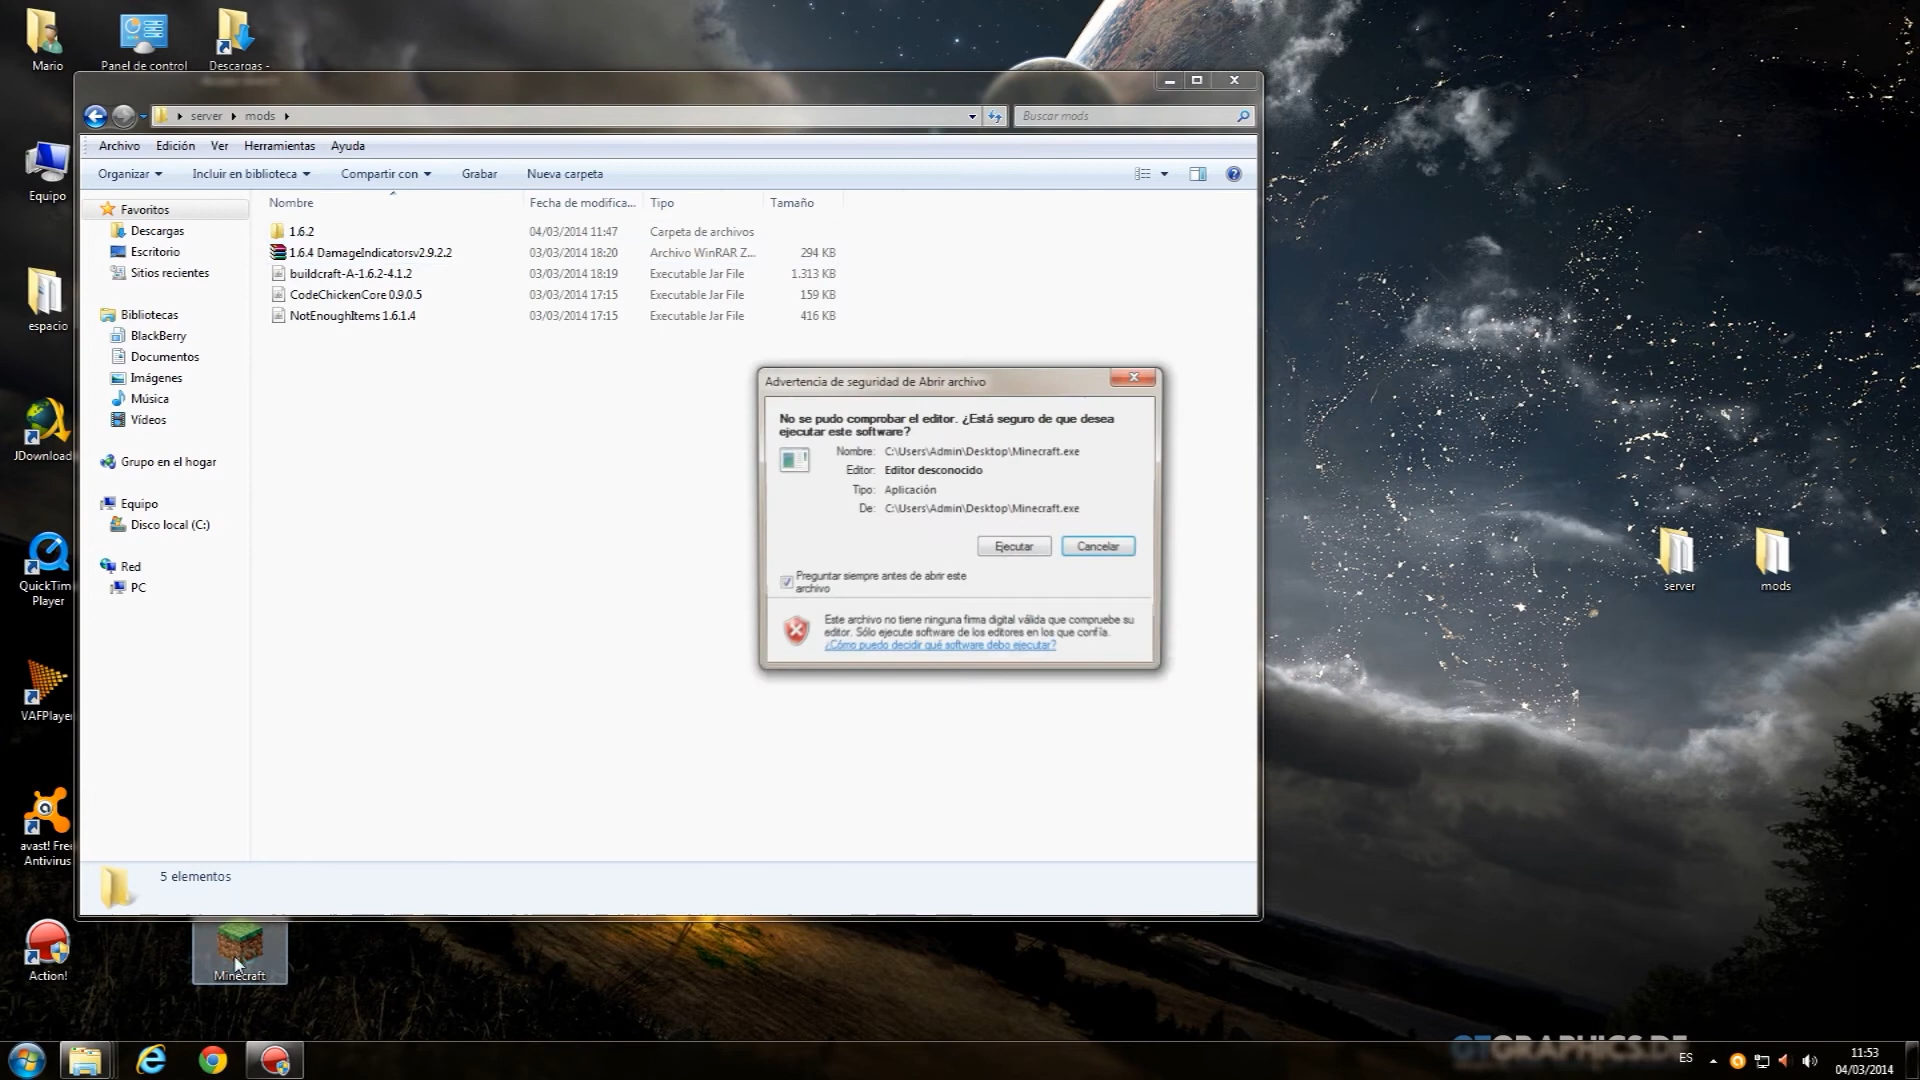 Mario
Panel de control
Descargas -
server
mods
Buscar mods
Archivo Edición Ver Herramientas Ayuda
Organizar Incluir en biblioteca Compartir con Grabar Nueva carpeta
Favoritos
Descargas
Escritorio
Sitios recientes
Bibliotecas
BlackBerry
Documentos
Imágenes
Música
Vídeos
Grupo en el hogar
Equipo
Disco local (C:)
Red
PC
Nombre Fecha de modifica... Tipo Tamaño
1.6.2 04/03/2014 11:47 Carpeta de archivos
1.6.4 DamageIndicatorsv2.9.2.2 03/03/2014 18:20 Archivo WinRAR Z... 294 KB
buildcraft-A-1.6.2-4.1.2 03/03/2014 18:19 Executable Jar File 1.313 KB
CodeChickenCore 0.9.0.5 03/03/2014 17:15 Executable Jar File 159 KB
NotEnoughItems 1.6.1.4 03/03/2014 17:15 Executable Jar File 416 KB
Advertencia de seguridad de Abrir archivo
No se pudo comprobar el editor. ¿Está seguro de que desea
ejecutar este software?
Nombre: C:\Users\Admin\Desktop\Minecraft.exe
Editor: Editor desconocido
Tipo: Aplicación
De: C:\Users\Admin\Desktop\Minecraft.exe
Ejecutar
Cancelar
Preguntar siempre antes de abrir este
archivo
Este archivo no tiene ninguna firma digital válida que compruebe su
editor. Sólo ejecute software de los editores en los que confía.
¿Cómo puedo decidir qué software debo ejecutar?
5 elementos
Equipo
espacio
JDownload
QuickTim
Player
VAFPlaye
avast! Fre
Antivirus
Action!
Minecraft
server
mods
GTGRAPHICS.DE
ES
11:53
04/03/2014